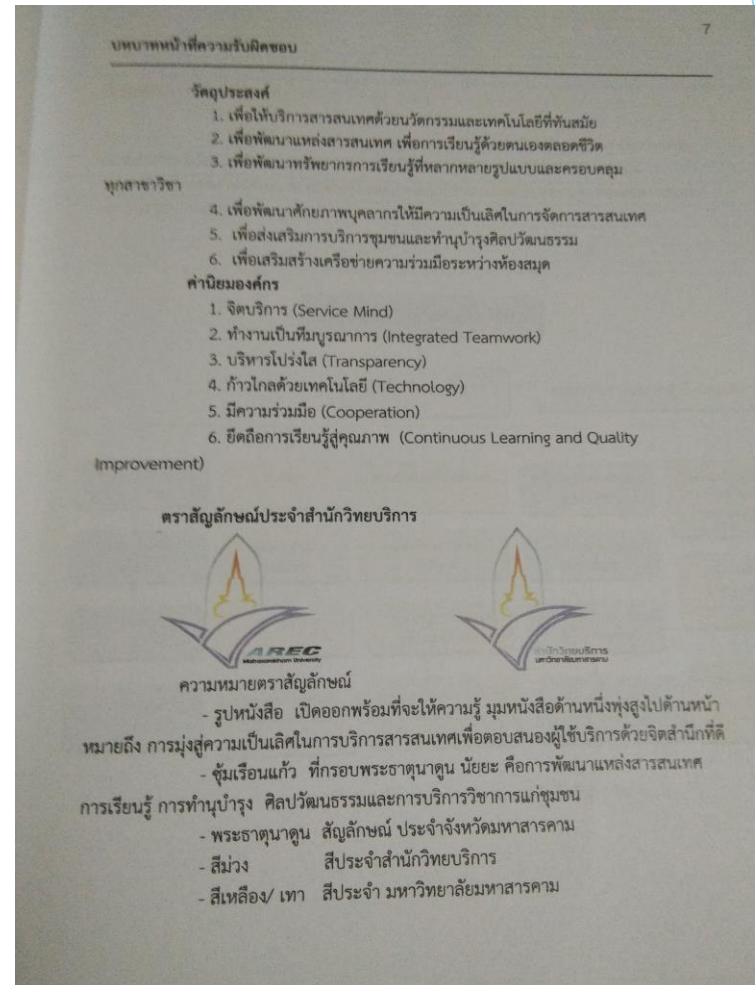 7
บทบาทหน้าที่ความรับผิดชอบ
วัตถุประสงค์
1. เพื่อให้บริการสารสนเทศด้วยนวัตกรรมและเทคโนโลยีที่ทันสมัย
2. เพื่อพัฒนาแหล่งสารสนเทศ เพื่อการเรียนรู้ด้วยตนเองตลอดชีวิต
3. เพื่อพัฒนาทรัพยากรการเรียนรู้ที่หลากหลายรูปแบบและครอบคลุม
ทุกสาขาวิชา
4. เพื่อพัฒนาศักยภาพบุคลากรให้มีความเป็นเลิศในการจัดการสารสนเทศ
5. เพื่อส่งเสริมการบริการชุมชนและทำนุบำรุงศิลปวัฒนธรรม
6. เพื่อเสริมสร้างเครือข่ายความร่วมมือระหว่างห้องสมุด
ค่านิยมองค์กร
1. จิตบริการ (Service Mind)
2. ทำงานเป็นทีมบูรณาการ (Integrated Teamwork)
3. บริหารโปร่งใส (Transparency)
4. ก้าวไกลด้วยเทคโนโลยี (Technology)
5. มีความร่วมมือ (Cooperation)
6. ยึดถือการเรียนรู้สู่คุณภาพ (Continuous Learning and Quality
Improvement)
ตราสัญลักษณ์ประจำสำนักวิทยบริการ
AREC
Mahasarakham University
สำนักวิทยบริการ
มหาวิทยาลัยมหาสารคาม
ความหมายตราสัญลักษณ์
- รูปหนังสือ เปิดออกพร้อมที่จะให้ความรู้ มุมหนังสือด้านหนึ่งพุ่งสูงไปด้านหน้า
หมายถึง การมุ่งสู่ความเป็นเลิศในการบริการสารสนเทศเพื่อตอบสนองผู้ใช้บริการด้วยจิตสำนึกที่ดี
- ซุ้มเรือนแก้ว ที่กรอบพระธาตุนาดูน นัยยะ คือการพัฒนาแหล่งสารสนเทศ
การเรียนรู้ การทำนุบำรุง ศิลปวัฒนธรรมและการบริการวิชาการแก่ชุมชน
- พระธาตุนาดูน สัญลักษณ์ ประจำจังหวัดมหาสารคาม
- สีม่วง สีประจำสำนักวิทยบริการ
- สีเหลือง/ เทา สีประจำ มหาวิทยาลัยมหาสารคาม